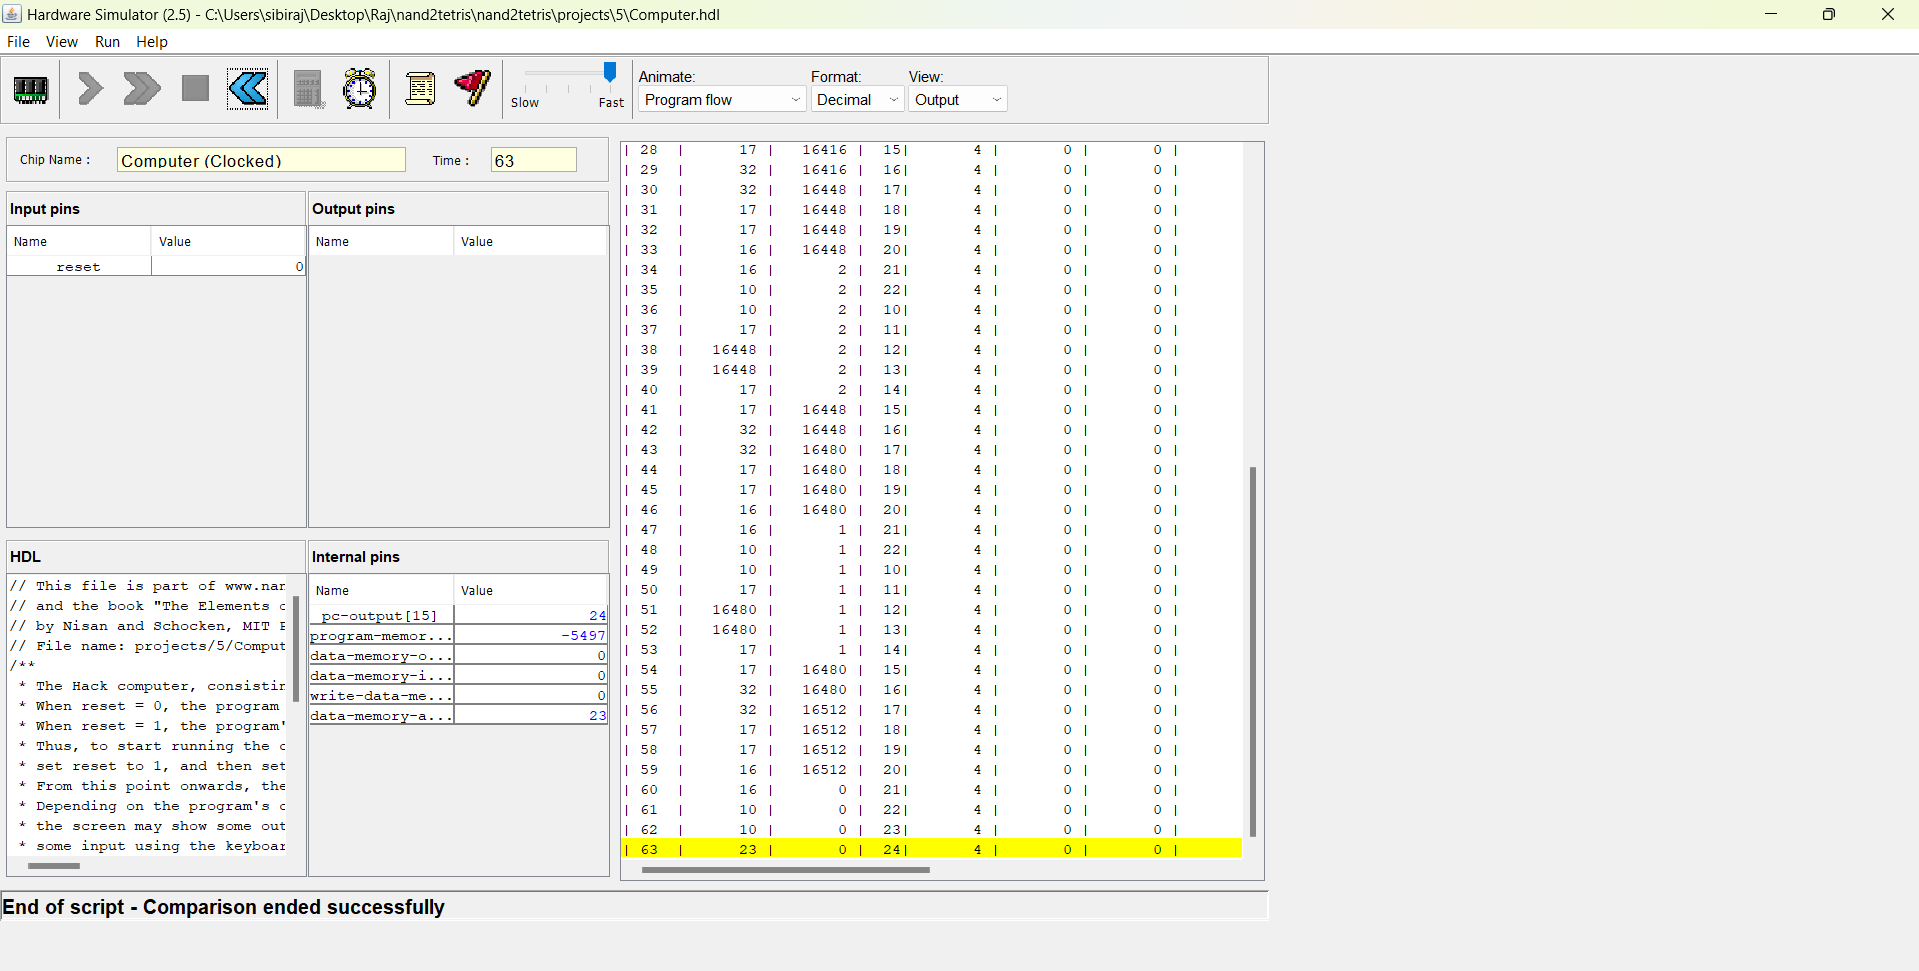 Hardware Simulator (2.5) - C:\Users\sibiraj\Desktop\Raj\nand2tetris\nand2tetris\projects\5\Computer.hdl
File View Run Help
Slow Fast
Animate: Format: View:
Program flow Decimal Output
Chip Name : Computer (Clocked) Time : 63
Input pins
Name Value
reset 0
Output pins
Name Value
HDL
// This file is part of www.nan
// and the book "The Elements o
// by Nisan and Schocken, MIT P
// File name: projects/5/Comput
/**
* The Hack computer, consistin
* When reset = 0, the program
* When reset = 1, the program'
* Thus, to start running the c
* set reset to 1, and then set
* From this point onwards, the
* Depending on the program's c
* the screen may show some out
* some input using the keyboar
Internal pins
Name Value
pc-output[15] 24
program-memor... -5497
data-memory-o... 0
data-memory-i... 0
write-data-me... 0
data-memory-a... 23
| 28 | 17 | 16416 | 15| 4 | 0 | 0 |
| 29 | 32 | 16416 | 16| 4 | 0 | 0 |
| 30 | 32 | 16448 | 17| 4 | 0 | 0 |
| 31 | 17 | 16448 | 18| 4 | 0 | 0 |
| 32 | 17 | 16448 | 19| 4 | 0 | 0 |
| 33 | 16 | 16448 | 20| 4 | 0 | 0 |
| 34 | 16 | 2 | 21| 4 | 0 | 0 |
| 35 | 10 | 2 | 22| 4 | 0 | 0 |
| 36 | 10 | 2 | 10| 4 | 0 | 0 |
| 37 | 17 | 2 | 11| 4 | 0 | 0 |
| 38 | 16448 | 2 | 12| 4 | 0 | 0 |
| 39 | 16448 | 2 | 13| 4 | 0 | 0 |
| 40 | 17 | 2 | 14| 4 | 0 | 0 |
| 41 | 17 | 16448 | 15| 4 | 0 | 0 |
| 42 | 32 | 16448 | 16| 4 | 0 | 0 |
| 43 | 32 | 16480 | 17| 4 | 0 | 0 |
| 44 | 17 | 16480 | 18| 4 | 0 | 0 |
| 45 | 17 | 16480 | 19| 4 | 0 | 0 |
| 46 | 16 | 16480 | 20| 4 | 0 | 0 |
| 47 | 16 | 1 | 21| 4 | 0 | 0 |
| 48 | 10 | 1 | 22| 4 | 0 | 0 |
| 49 | 10 | 1 | 10| 4 | 0 | 0 |
| 50 | 17 | 1 | 11| 4 | 0 | 0 |
| 51 | 16480 | 1 | 12| 4 | 0 | 0 |
| 52 | 16480 | 1 | 13| 4 | 0 | 0 |
| 53 | 17 | 1 | 14| 4 | 0 | 0 |
| 54 | 17 | 16480 | 15| 4 | 0 | 0 |
| 55 | 32 | 16480 | 16| 4 | 0 | 0 |
| 56 | 32 | 16512 | 17| 4 | 0 | 0 |
| 57 | 17 | 16512 | 18| 4 | 0 | 0 |
| 58 | 17 | 16512 | 19| 4 | 0 | 0 |
| 59 | 16 | 16512 | 20| 4 | 0 | 0 |
| 60 | 16 | 0 | 21| 4 | 0 | 0 |
| 61 | 10 | 0 | 22| 4 | 0 | 0 |
| 62 | 10 | 0 | 23| 4 | 0 | 0 |
| 63 | 23 | 0 | 24| 4 | 0 | 0 |
End of script - Comparison ended successfully